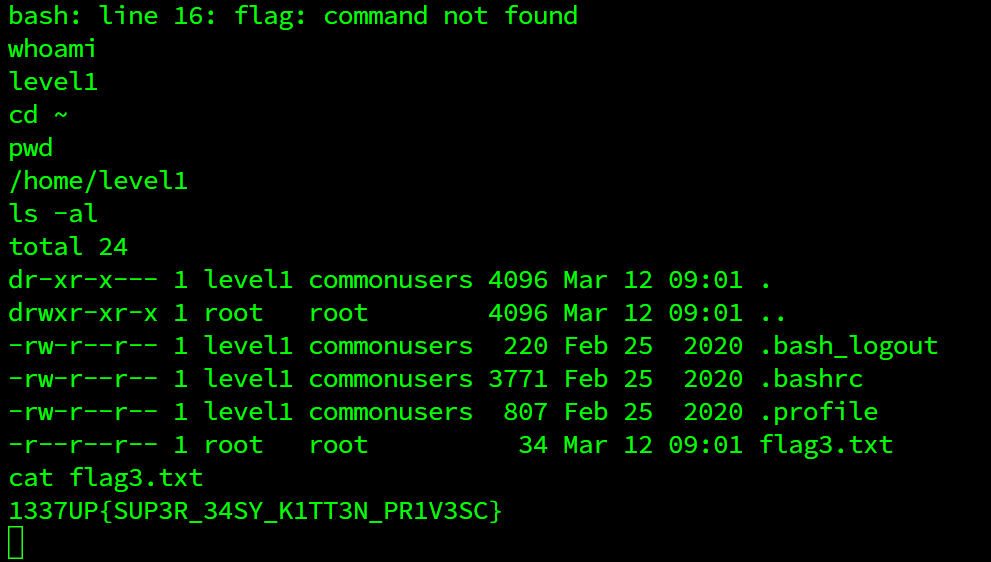 bash: line 16: flag: command not found
whoami
level1
cd ~
pwd
/home/level1
ls -al
total 24
dr-xr-x--- 1 level1 commonusers 4096 Mar 12 09:01 .
drwxr-xr-x 1 root   root        4096 Mar 12 09:01 ..
-rw-r--r-- 1 level1 commonusers  220 Feb 25  2020 .bash_logout
-rw-r--r-- 1 level1 commonusers 3771 Feb 25  2020 .bashrc
-rw-r--r-- 1 level1 commonusers  807 Feb 25  2020 .profile
-r--r--r-- 1 root   root          34 Mar 12 09:01 flag3.txt
cat flag3.txt
1337UP{SUP3R_34SY_K1TT3N_PR1V3SC}